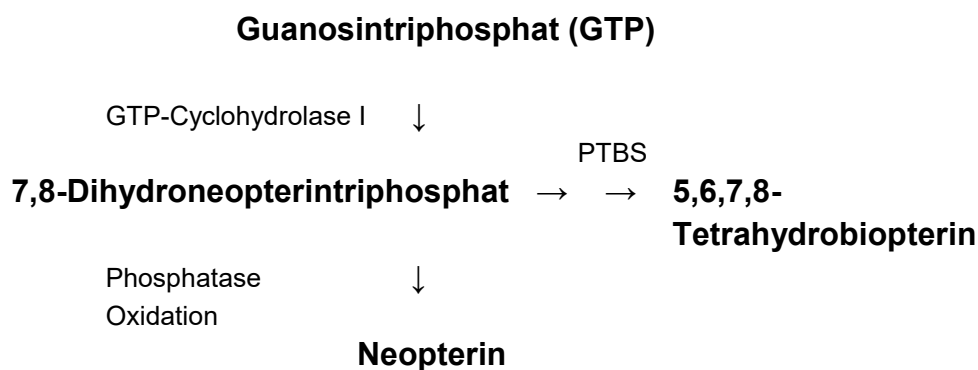 Guanosintriphosphat (GTP)
GTP-Cyclohydrolase I ↓
PTBS
7,8-Dihydroneopterintriphosphat → → 5,6,7,8-
Tetrahydrobiopterin
Phosphatase ↓
Oxidation
Neopterin